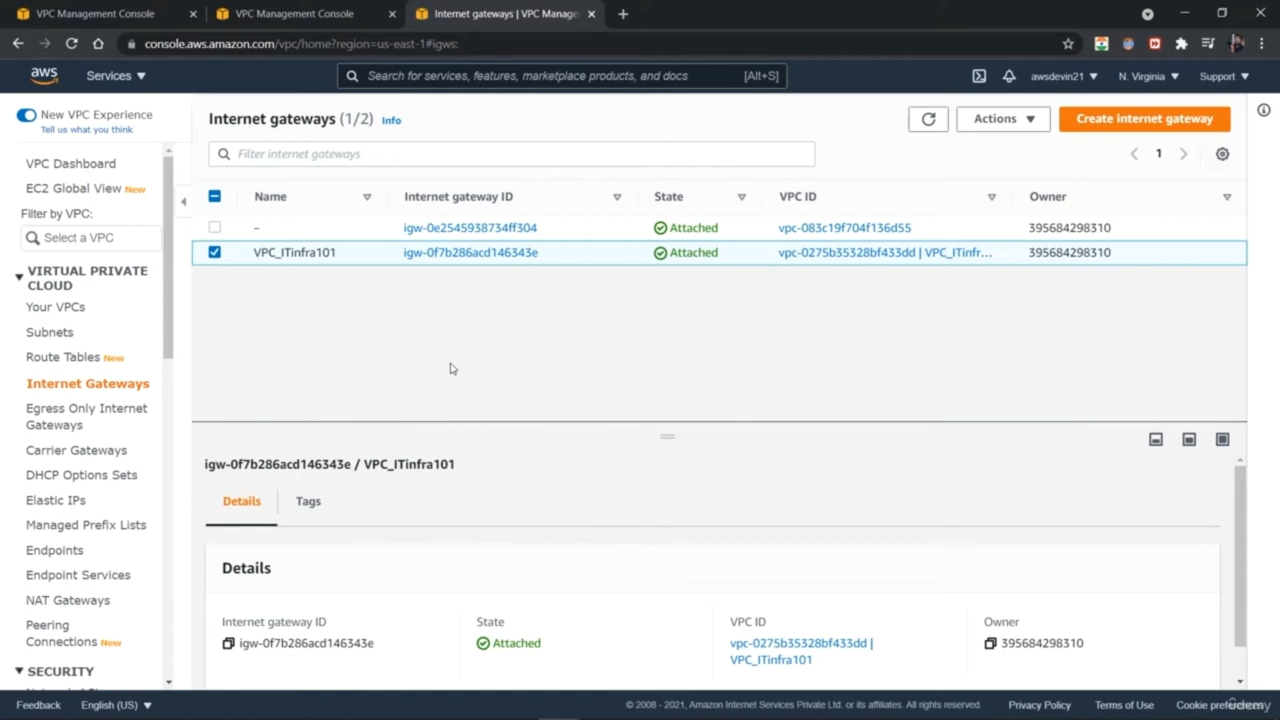 VPC Management Console
VPC Management Console
Internet gateways | VPC Manage
console.aws.amazon.com/vpc/home?region=us-east-1#igws:
aws
Services
Search for services, features, marketplace products, and docs
[Alt+S]
awsdevin21
N. Virginia
Support
New VPC Experience
Tell us what you think
VPC Dashboard
EC2 Global View New
Filter by VPC:
Select a VPC
VIRTUAL PRIVATE
CLOUD
Your VPCs
Subnets
Route Tables New
Internet Gateways
Egress Only Internet
Gateways
Carrier Gateways
DHCP Options Sets
Elastic IPs
Managed Prefix Lists
Endpoints
Endpoint Services
NAT Gateways
Peering
Connections New
SECURITY
Internet gateways (1/2) Info
Actions
Create internet gateway
Filter internet gateways
1
Name
Internet gateway ID
State
VPC ID
Owner
–
igw-0e2545938734ff304
Attached
vpc-083c19f704f136d55
395684298310
VPC_ITinfra101
igw-0f7b286acd146343e
Attached
vpc-0275b35328bf433dd | VPC_ITinfr...
395684298310
igw-0f7b286acd146343e / VPC_ITinfra101
Details
Tags
Details
Internet gateway ID
igw-0f7b286acd146343e
State
Attached
VPC ID
vpc-0275b35328bf433dd |
VPC_ITinfra101
Owner
395684298310
Feedback
English (US)
© 2008 - 2021, Amazon Internet Services Private Ltd. or its affiliates. All rights reserved.
Privacy Policy
Terms of Use
Cookie preferences
Udemy